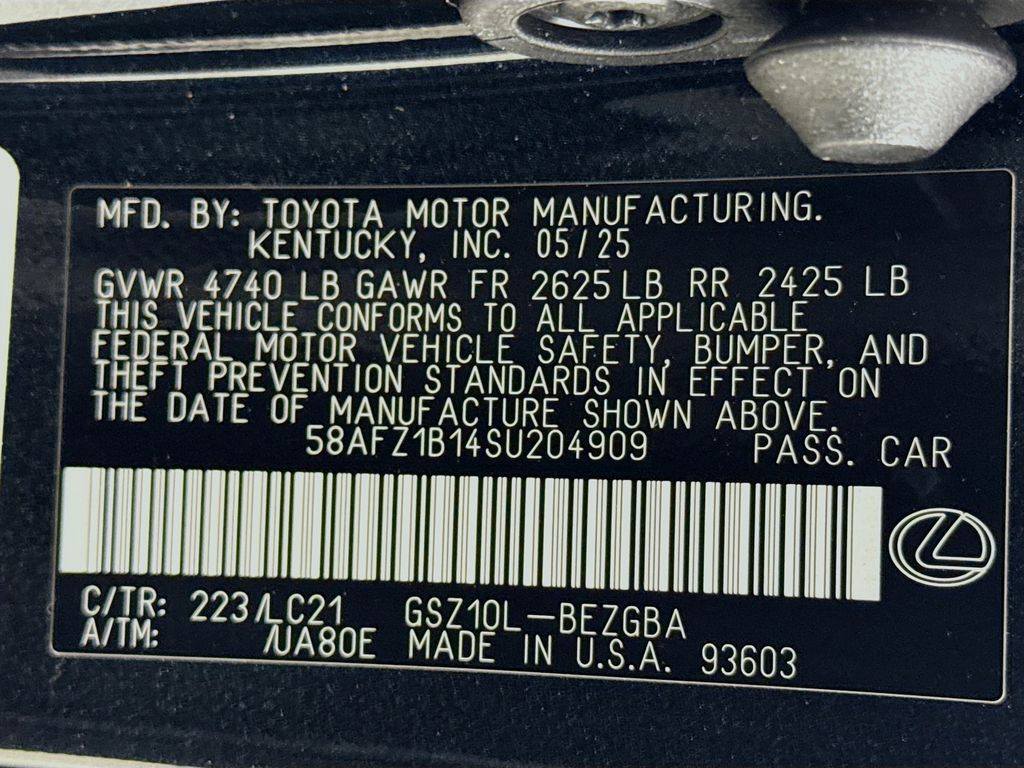 MFD. BY: TOYOTA MOTOR MANUFACTURING.
KENTUCKY, INC. 05/25
GVWR 4740 LB GAWR FR 2625 LB RR 2425 LB
THIS VEHICLE CONFORMS TO ALL APPLICABLE
FEDERAL MOTOR VEHICLE SAFETY, BUMPER, AND
THEFT PREVENTION STANDARDS IN EFFECT ON
THE DATE OF MANUFACTURE SHOWN ABOVE.
58AFZ1B14SU204909 PASS. CAR
C/TR: 223/LC21 GSZ10L-BEZGBA
A/TM: /UA80E MADE IN U.S.A. 93603